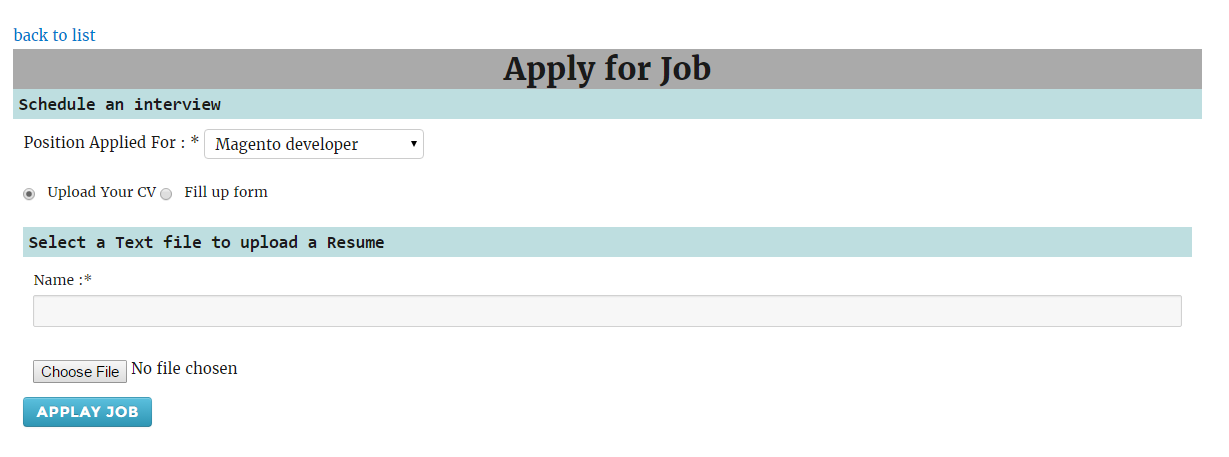 back to list
Apply for Job
Schedule an interview
Position Applied For : * Magento developer
Upload Your CV Fill up form
Select a Text file to upload a Resume
Name :*
Choose File No file chosen
APPLAY JOB